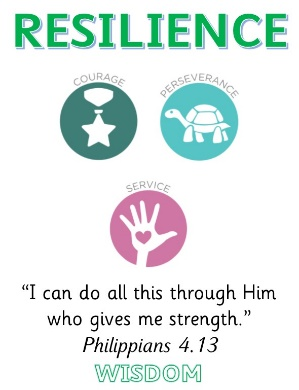 RESILIENCE
COURAGE
PERSEVERANCE
SERVICE
“I can do all this through Him
who gives me strength.”
Philippians 4.13
WISDOM